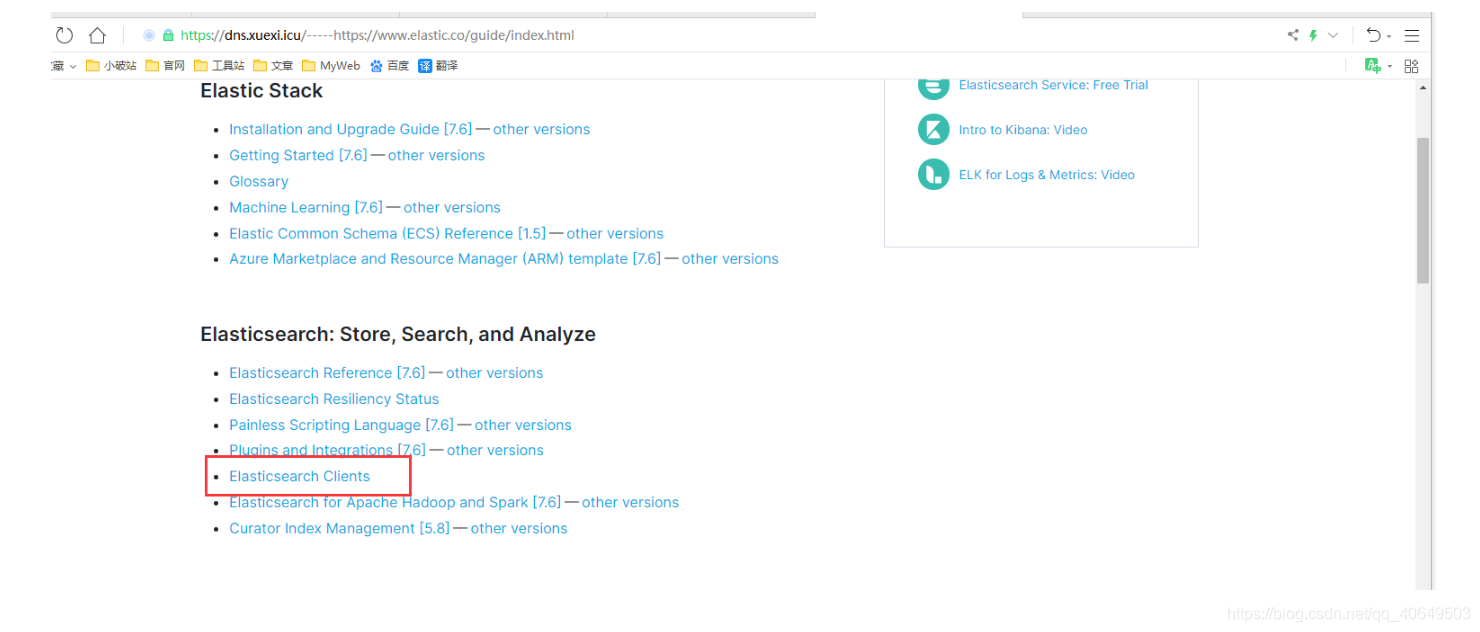 https://dns.xuexi.icu/-----https://www.elastic.co/guide/index.html
小破站 官网 工具站 文章 MyWeb 百度 译 翻译
Elastic Stack
Installation and Upgrade Guide [7.6] — other versions
Getting Started [7.6] — other versions
Glossary
Machine Learning [7.6] — other versions
Elastic Common Schema (ECS) Reference [1.5] — other versions
Azure Marketplace and Resource Manager (ARM) template [7.6] — other versions
Elasticsearch Service: Free Trial
Intro to Kibana: Video
ELK for Logs & Metrics: Video
Elasticsearch: Store, Search, and Analyze
Elasticsearch Reference [7.6] — other versions
Elasticsearch Resiliency Status
Painless Scripting Language [7.6] — other versions
Plugins and Integrations [7.6] — other versions
Elasticsearch Clients
Elasticsearch for Apache Hadoop and Spark [7.6] — other versions
Curator Index Management [5.8] — other versions
https://blog.csdn.net/qq_40649503